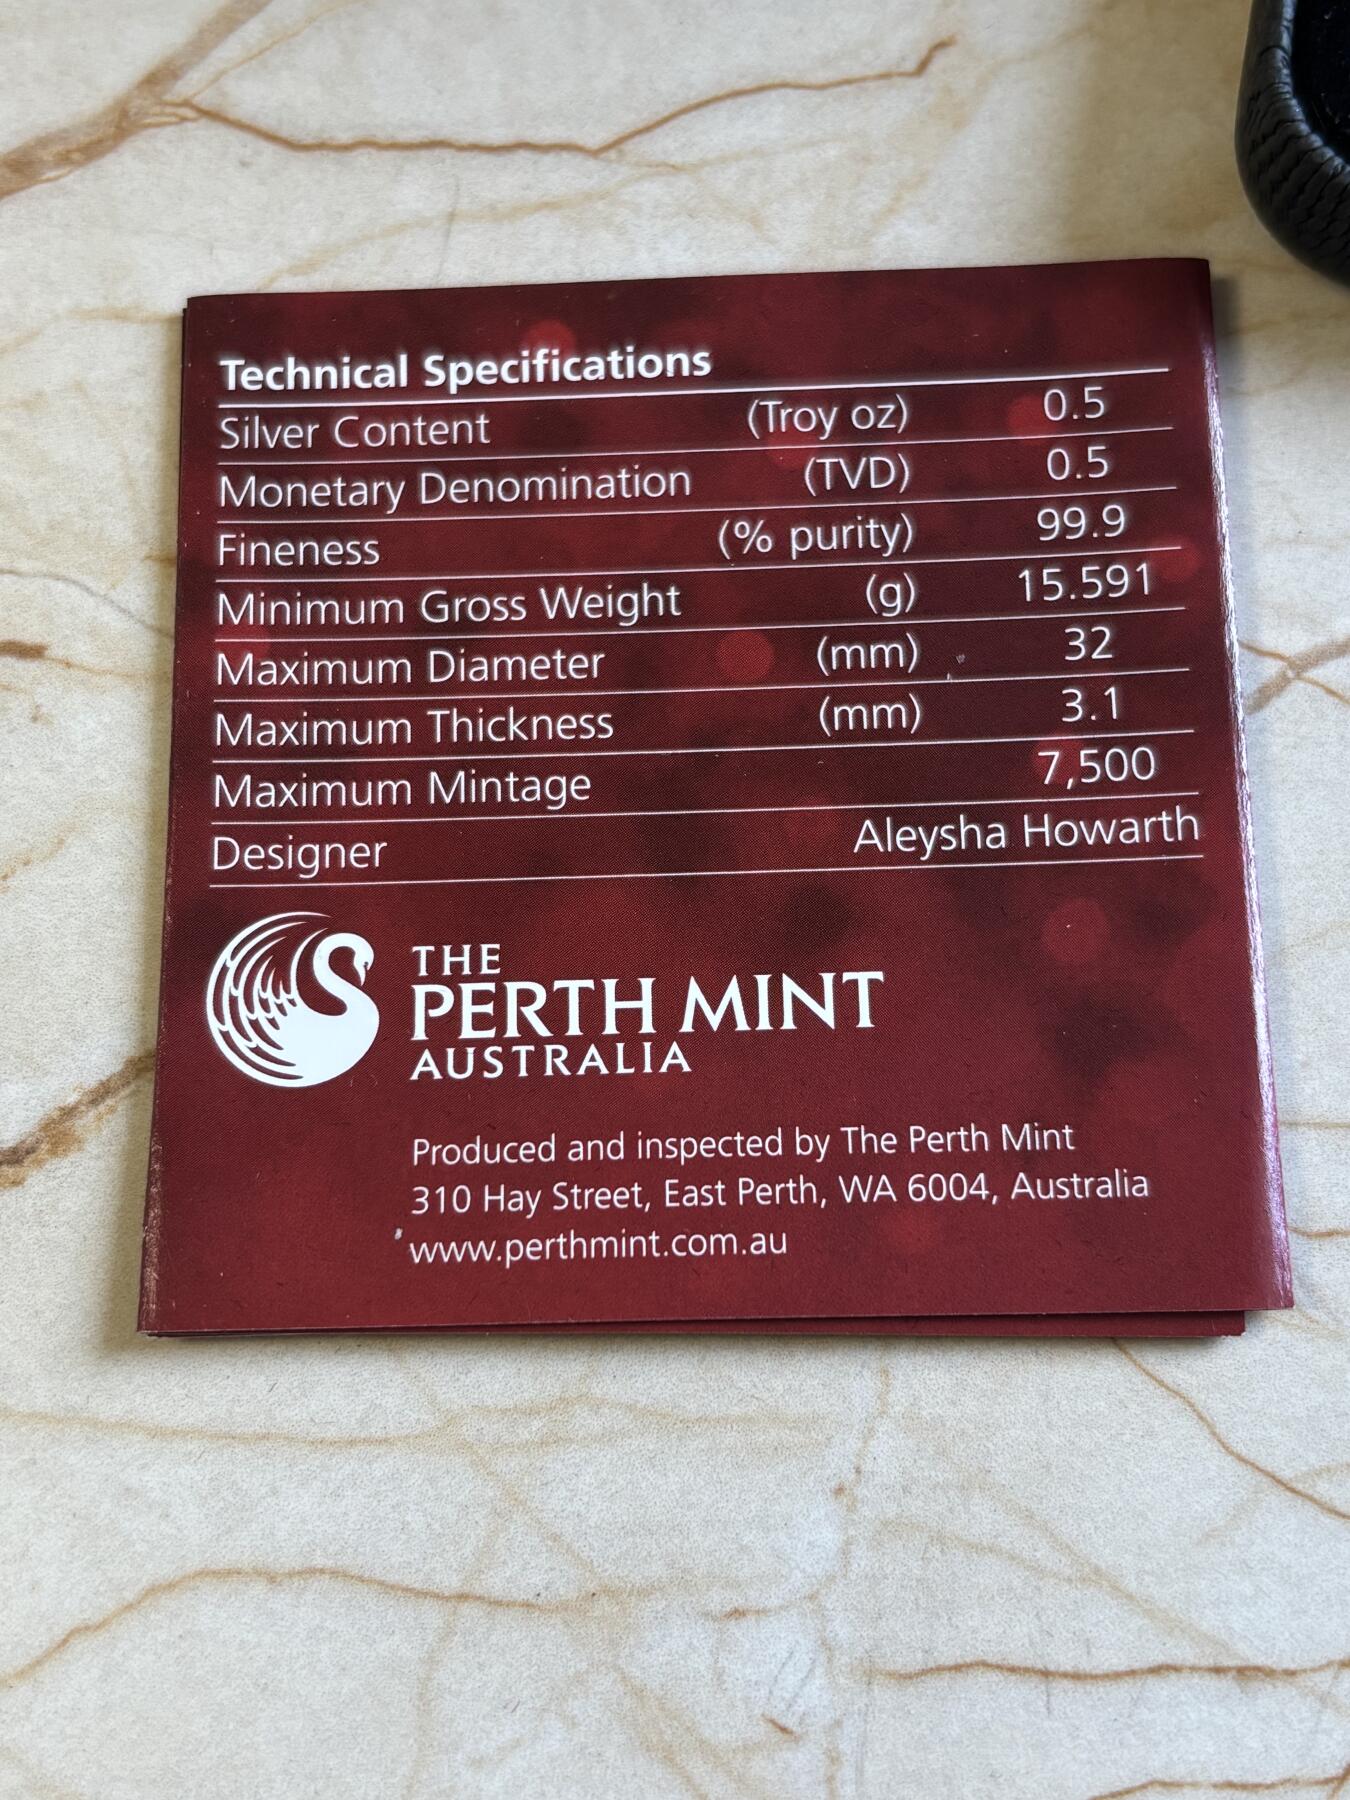 Technical Specifications
Silver Content (Troy oz) 0.5
Monetary Denomination (TVD) 0.5
Fineness (% purity) 99.9
Minimum Gross Weight (g) 15.591
Maximum Diameter (mm) 32
Maximum Thickness (mm) 3.1
Maximum Mintage 7,500
Designer Aleysha Howarth
THE
PERTH MINT
AUSTRALIA
Produced and inspected by The Perth Mint
310 Hay Street, East Perth, WA 6004, Australia
www.perthmint.com.au